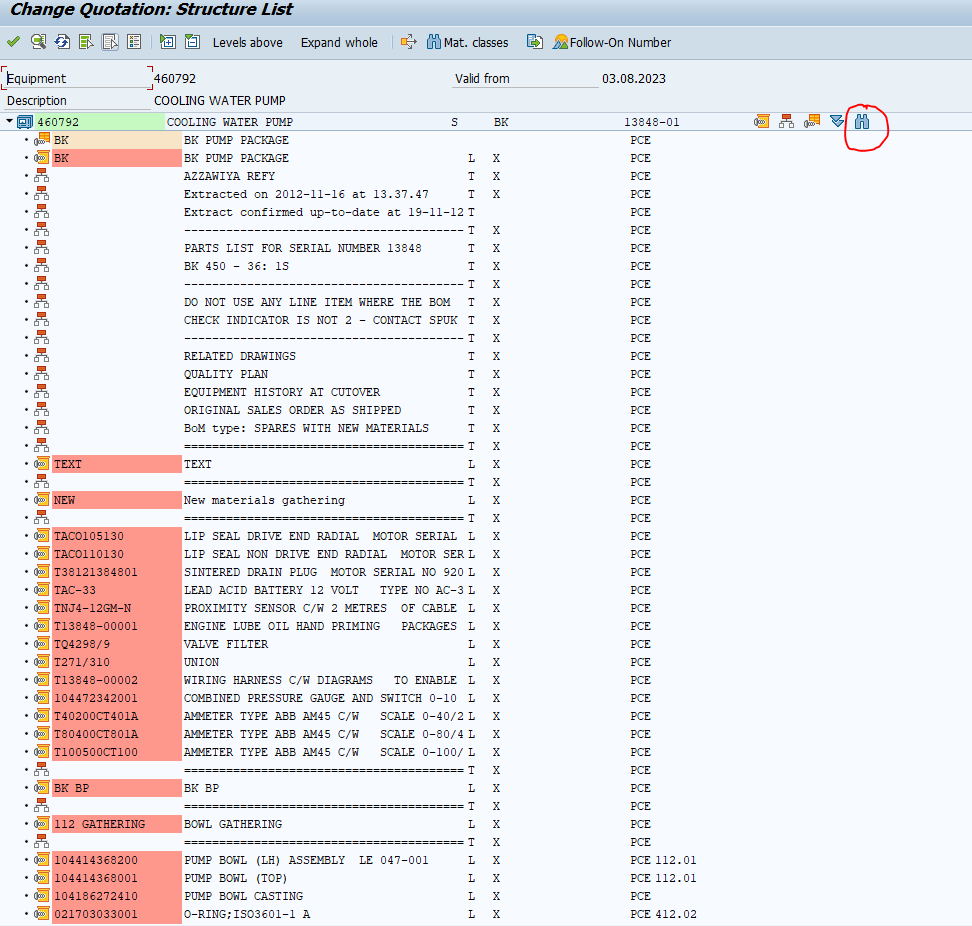 Change Quotation: Structure List
Levels above Expand whole Mat. classes Follow-On Number
Equipment 460792 Valid from 03.08.2023
Description COOLING WATER PUMP
460792 COOLING WATER PUMP S BK 13848-01
BK BK PUMP PACKAGE PCE
BK BK PUMP PACKAGE L X PCE
AZZAWIYA REFY T X PCE
Extracted on 2012-11-16 at 13.37.47 T X PCE
Extract confirmed up-to-date at 19-11-12 T PCE
---------------------------------------- T X PCE
PARTS LIST FOR SERIAL NUMBER 13848 T X PCE
BK 450 - 36: 1S T X PCE
---------------------------------------- T X PCE
DO NOT USE ANY LINE ITEM WHERE THE BOM T X PCE
CHECK INDICATOR IS NOT 2 - CONTACT SPUK T X PCE
---------------------------------------- T X PCE
RELATED DRAWINGS T X PCE
QUALITY PLAN T X PCE
EQUIPMENT HISTORY AT CUTOVER T X PCE
ORIGINAL SALES ORDER AS SHIPPED T X PCE
BoM type: SPARES WITH NEW MATERIALS T X PCE
======================================== T X PCE
TEXT TEXT L X PCE
======================================== T X PCE
NEW New materials gathering L X PCE
======================================== T X PCE
TACO105130 LIP SEAL DRIVE END RADIAL MOTOR SERIAL L X PCE
TACO110130 LIP SEAL NON DRIVE END RADIAL MOTOR SER L X PCE
T38121384801 SINTERED DRAIN PLUG MOTOR SERIAL NO 920 L X PCE
TAC-33 LEAD ACID BATTERY 12 VOLT TYPE NO AC-3 L X PCE
TNJ4-12GM-N PROXIMITY SENSOR C/W 2 METRES OF CABLE L X PCE
T13848-00001 ENGINE LUBE OIL HAND PRIMING PACKAGES L X PCE
TQ4298/9 VALVE FILTER L X PCE
T271/310 UNION L X PCE
T13848-00002 WIRING HARNESS C/W DIAGRAMS TO ENABLE L X PCE
104472342001 COMBINED PRESSURE GAUGE AND SWITCH 0-10 L X PCE
T40200CT401A AMMETER TYPE ABB AM45 C/W SCALE 0-40/2 L X PCE
T80400CT801A AMMETER TYPE ABB AM45 C/W SCALE 0-80/4 L X PCE
T100500CT100 AMMETER TYPE ABB AM45 C/W SCALE 0-100/ L X PCE
======================================== T X PCE
BK BP BK BP L X PCE
======================================== T X PCE
112 GATHERING BOWL GATHERING L X PCE
======================================== T X PCE
104414368200 PUMP BOWL (LH) ASSEMBLY LE 047-001 L X PCE 112.01
104414368001 PUMP BOWL (TOP) L X PCE 112.01
104186272410 PUMP BOWL CASTING L X PCE
021703033001 O-RING;ISO3601-1 A L X PCE 412.02